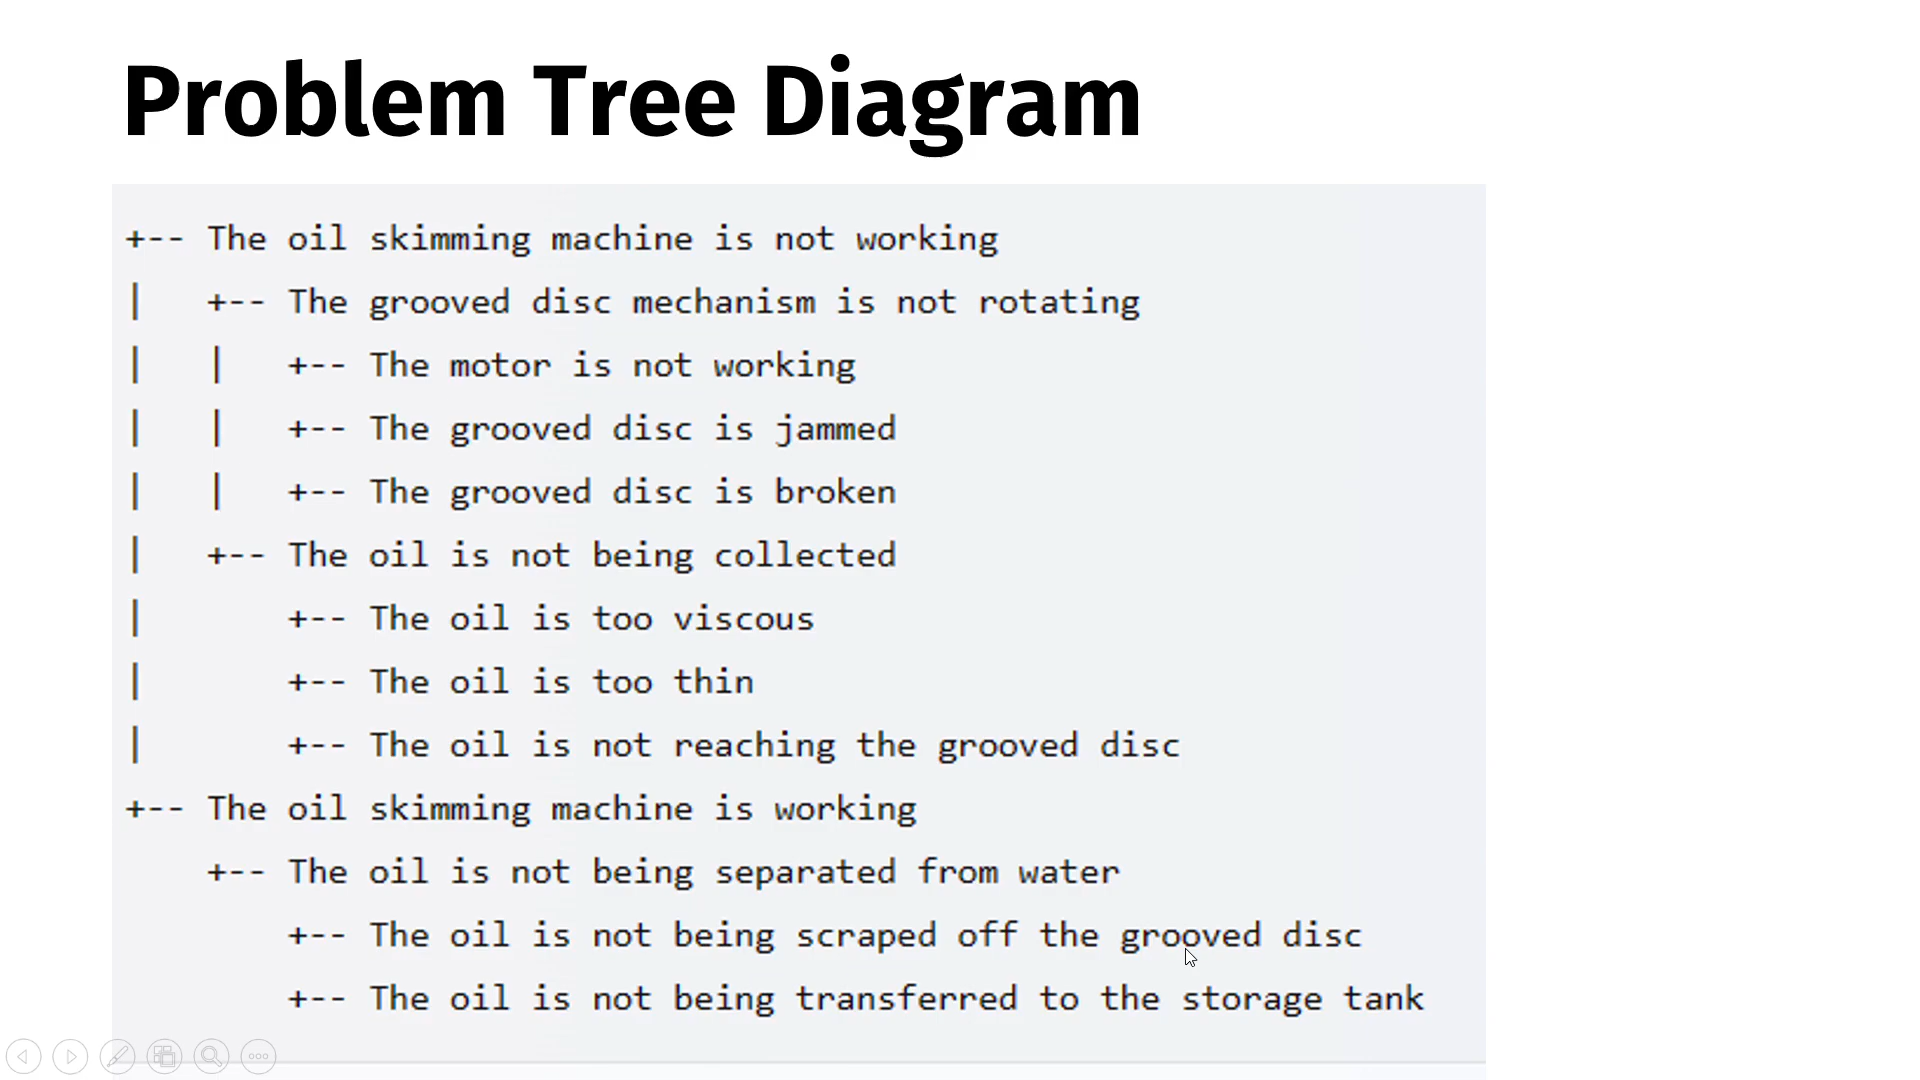 Problem Tree Diagram
+-- The oil skimming machine is not working
|   +-- The grooved disc mechanism is not rotating
|   |   +-- The motor is not working
|   |   +-- The grooved disc is jammed
|   |   +-- The grooved disc is broken
|   +-- The oil is not being collected
|       +-- The oil is too viscous
|       +-- The oil is too thin
|       +-- The oil is not reaching the grooved disc
+-- The oil skimming machine is working
    +-- The oil is not being separated from water
        +-- The oil is not being scraped off the grooved disc
        +-- The oil is not being transferred to the storage tank